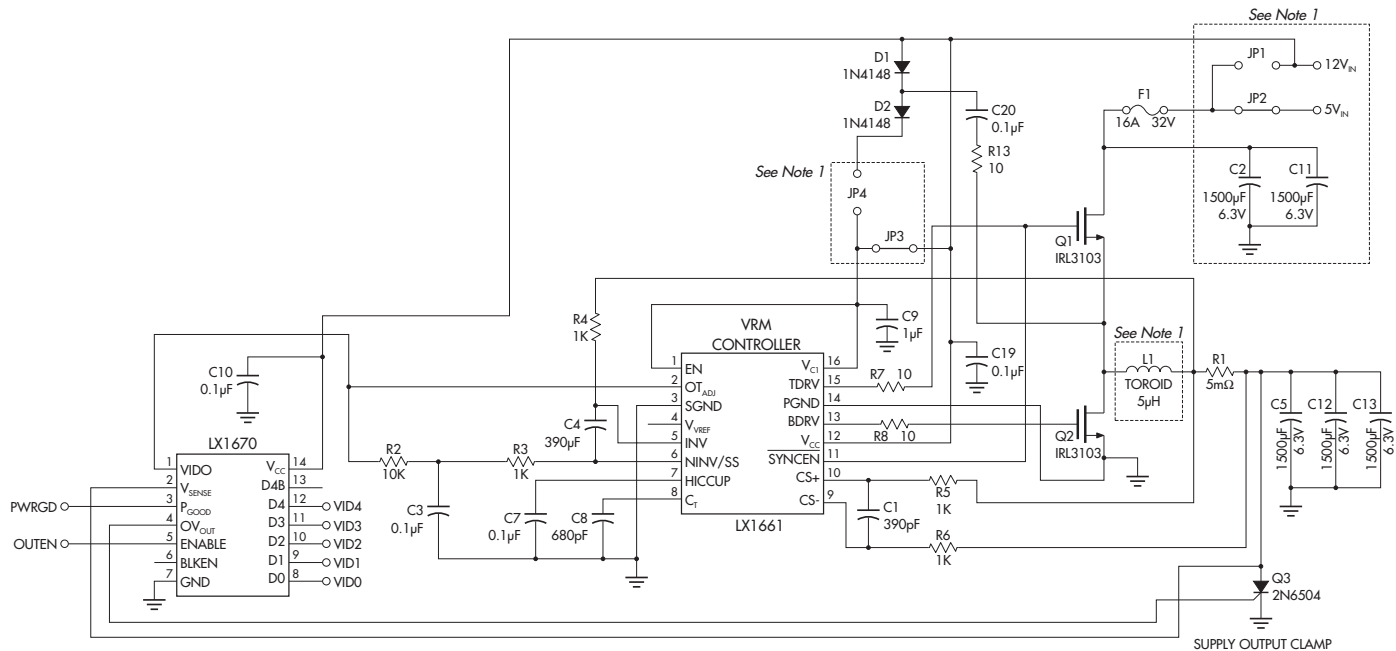 See Note 1
JP1
12V_IN
F1
16A 32V
JP2
5V_IN
C2
1500µF
6.3V
C11
1500µF
6.3V
D1
1N4148
D2
1N4148
C20
0.1µF
R13
10
See Note 1
JP4
JP3
Q1
IRL3103
R4
1K
C9
1µF
C19
0.1µF
See Note 1
L1
TOROID
5µH
R1
5mΩ
C5
1500µF
6.3V
C12
1500µF
6.3V
C13
1500µF
6.3V
VRM
CONTROLLER
1 EN
2 OT_ADJ
3 SGND
4 V_VREF
5 INV
6 NINV/SS
7 HICCUP
8 C_T
V_C1 16
TDRV 15
PGND 14
BDRV 13
V_CC 12
SYNCEN 11
CS+ 10
CS- 9
LX1661
R7 10
R8 10
Q2
IRL3103
C10
0.1µF
C4
390µF
R2
10K
R3
1K
C3
0.1µF
C7
0.1µF
C8
680pF
C1
390pF
R5
1K
R6
1K
LX1670
1 VIDO
2 V_SENSE
3 P_GOOD
4 OV_OUT
5 ENABLE
6 BLKEN
7 GND
V_CC 14
D4B 13
D4 12 VID4
D3 11 VID3
D2 10 VID2
D1 9 VID1
D0 8 VID0
PWRGD
OUTEN
Q3
2N6504
SUPPLY OUTPUT CLAMP